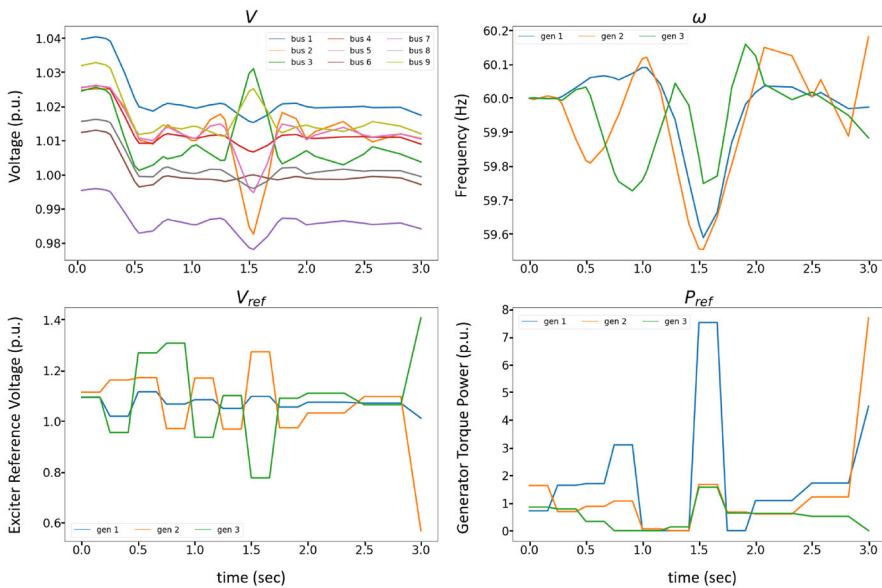 V
Voltage (p.u.)
1.04
1.03
1.02
1.01
1.00
0.99
0.98
0.0 0.5 1.0 1.5 2.0 2.5 3.0
bus 1 bus 4 bus 7
bus 2 bus 5 bus 8
bus 3 bus 6 bus 9
ω
Frequency (Hz)
60.2
60.0
59.8
59.7
59.6
0.0 0.5 1.0 1.5 2.0 2.5 3.0
gen 1 gen 2 gen 3
V_ref
Exciter Reference Voltage (p.u.)
1.4
1.2
1.0
0.8
0.6
0.0 0.5 1.0 1.5 2.0 2.5 3.0
gen 1 gen 2 gen 3
time (sec)
P_ref
Generator Torque Power (p.u.)
8
7
6
5
4
3
2
1
0
0.0 0.5 1.0 1.5 2.0 2.5 3.0
gen 1 gen 2 gen 3
time (sec)